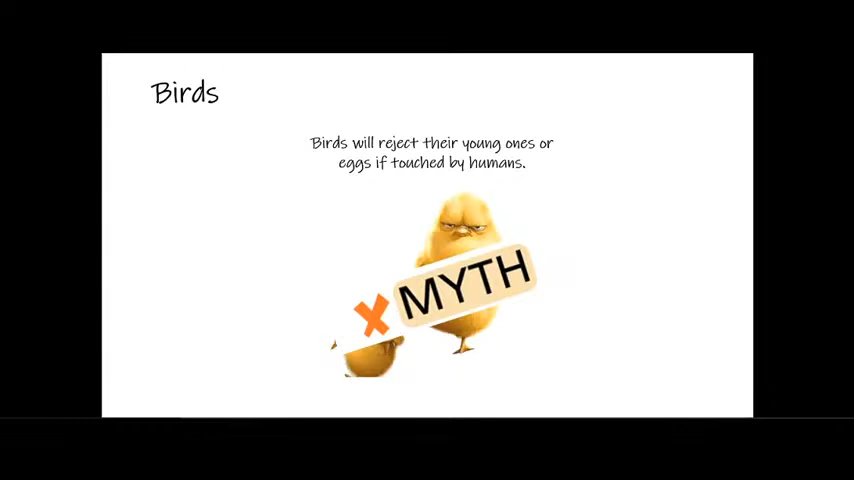 Birds
Birds will reject their young ones or
eggs if touched by humans.
X MYTH